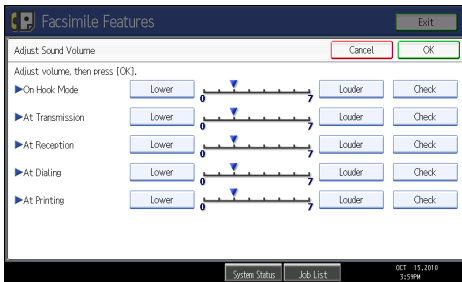 Facsimile Features
Exit
Adjust Sound Volume
Cancel
OK
Adjust volume, then press [OK].
▶On Hook Mode Lower 0 7 Louder Check
▶At Transmission Lower 0 7 Louder Check
▶At Reception Lower 0 7 Louder Check
▶At Dialing Lower 0 7 Louder Check
▶At Printing Lower 0 7 Louder Check
System Status Job List OCT 15,2010
3:59PM